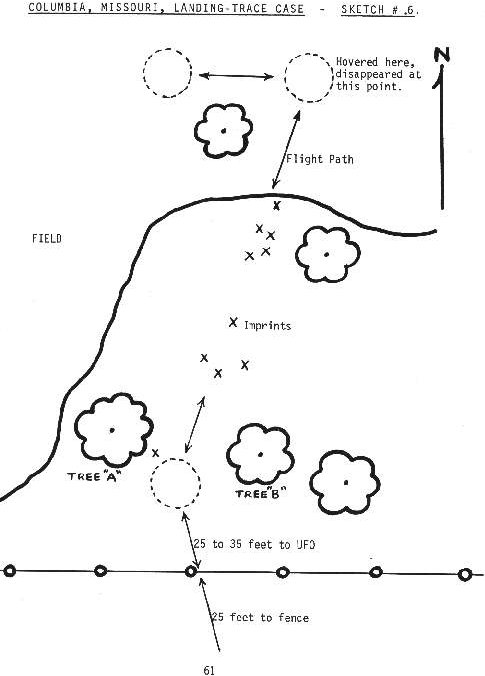 COLUMBIA, MISSOURI, LANDING-TRACE CASE - SKETCH # .6.
N
Hovered here,
disappeared at
this point.
Flight Path
FIELD
Imprints
TREE "A"
TREE "B"
25 to 35 feet to UFO
25 feet to fence
61